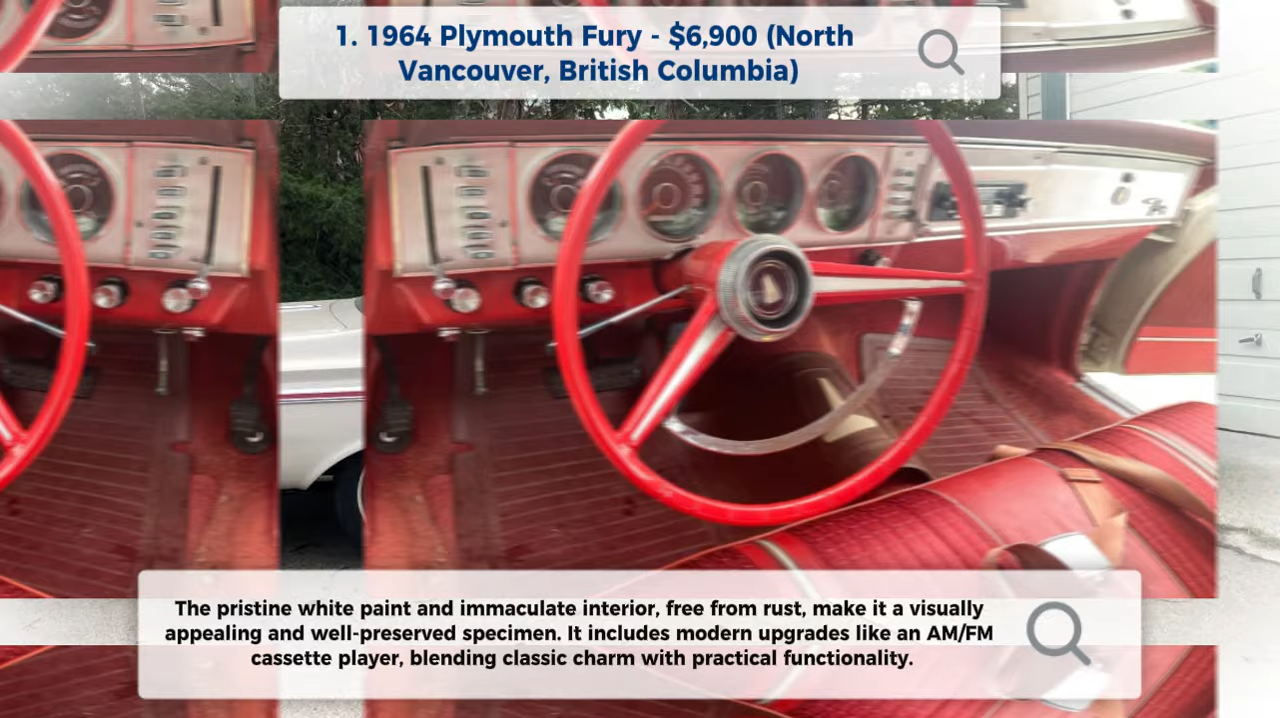 1. 1964 Plymouth Fury - $6,900 (North
Vancouver, British Columbia)
The pristine white paint and immaculate interior, free from rust, make it a visually
appealing and well-preserved specimen. It includes modern upgrades like an AM/FM
cassette player, blending classic charm with practical functionality.